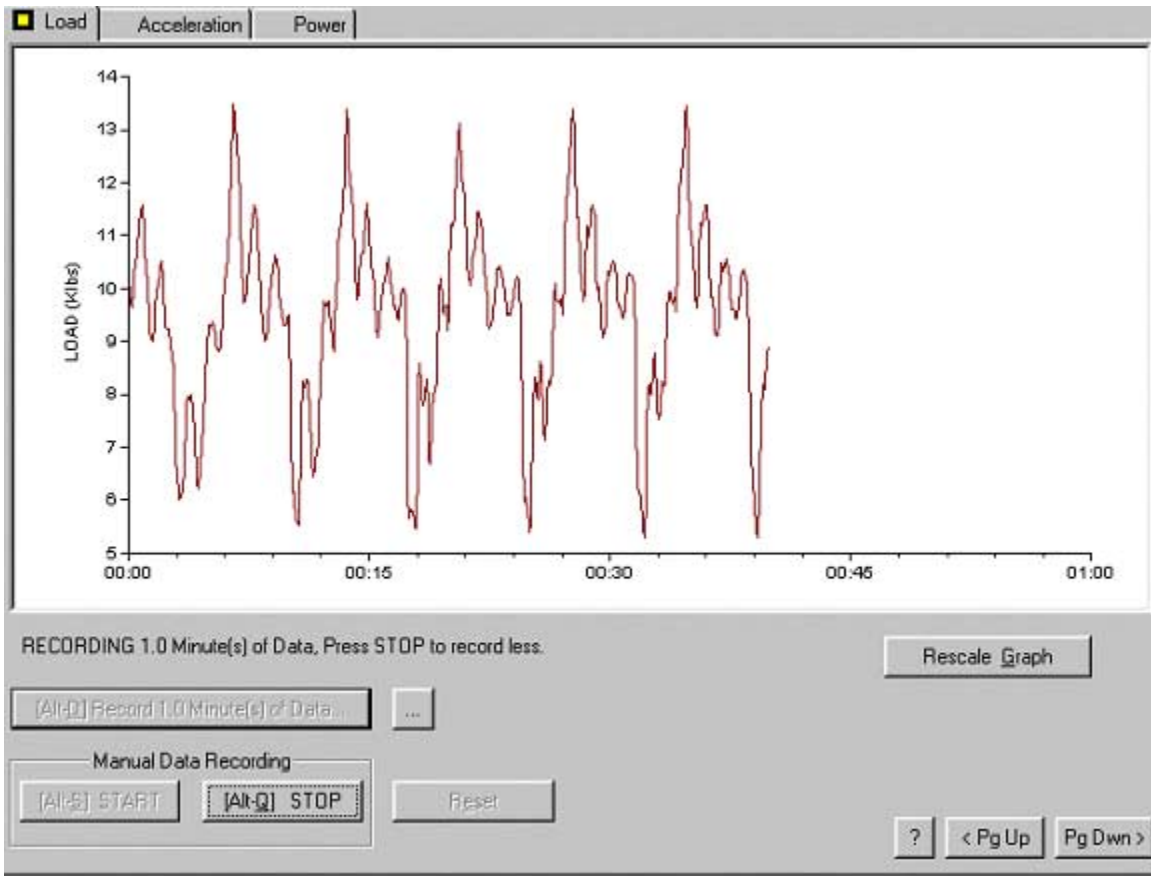 Load Acceleration Power
14
13
12
11
10
9
8
7
6
5
LOAD (Klbs)
00:00 00:15 00:30 00:45 01:00
RECORDING 1.0 Minute(s) of Data, Press STOP to record less.
Rescale Graph
[Alt-D] Record 1.0 Minute(s) of Data... ...
Manual Data Recording
[Alt-S] START [Alt-Q] STOP Reset
? < Pg Up Pg Dwn >